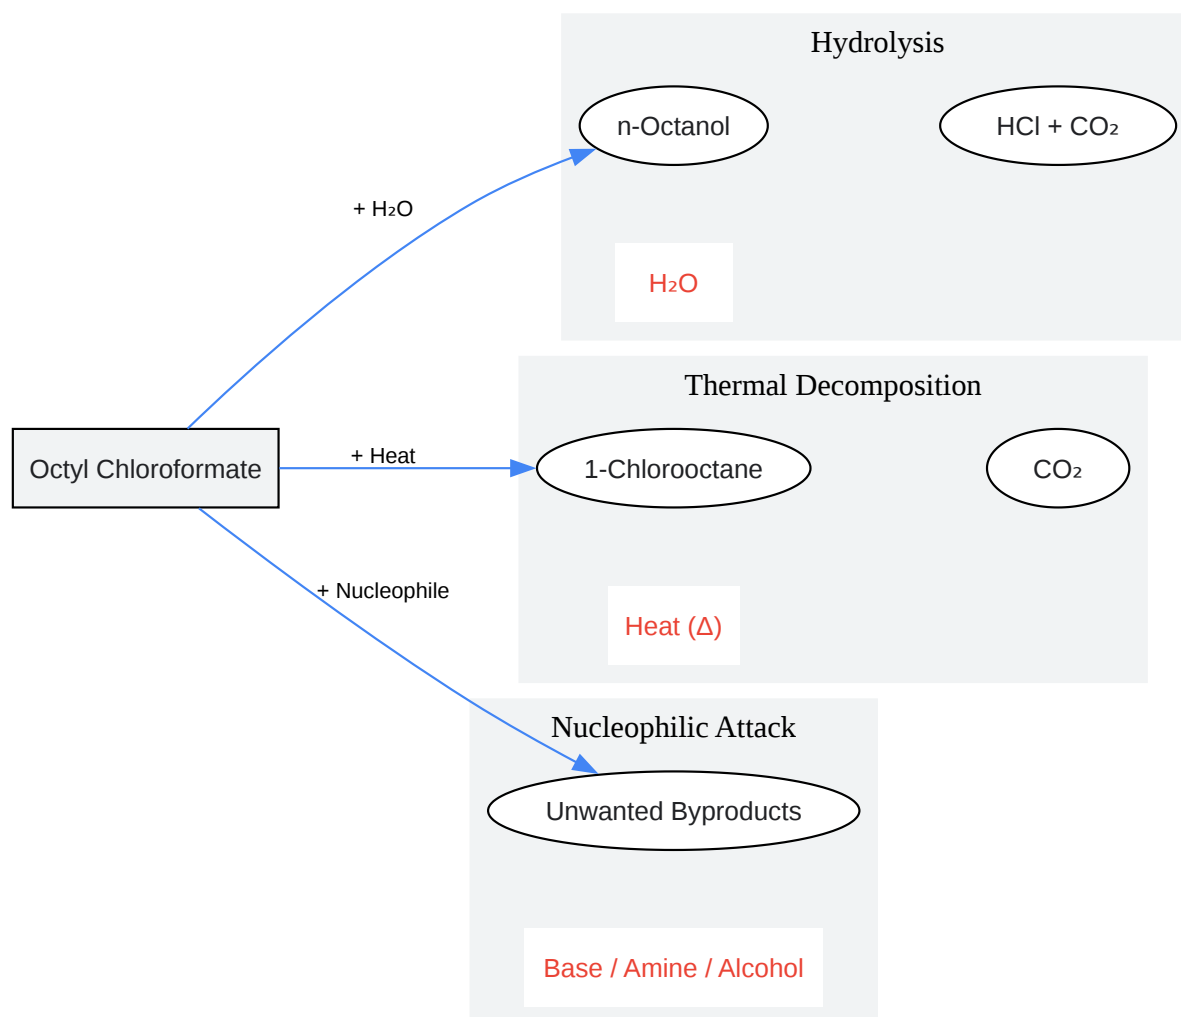 Hydrolysis
n-Octanol
HCl + CO₂
+ H₂O
H₂O
Thermal Decomposition
Octyl Chloroformate
+ Heat
1-Chlorooctane
CO₂
+ Nucleophile
Heat (Δ)
Nucleophilic Attack
Unwanted Byproducts
Base / Amine / Alcohol